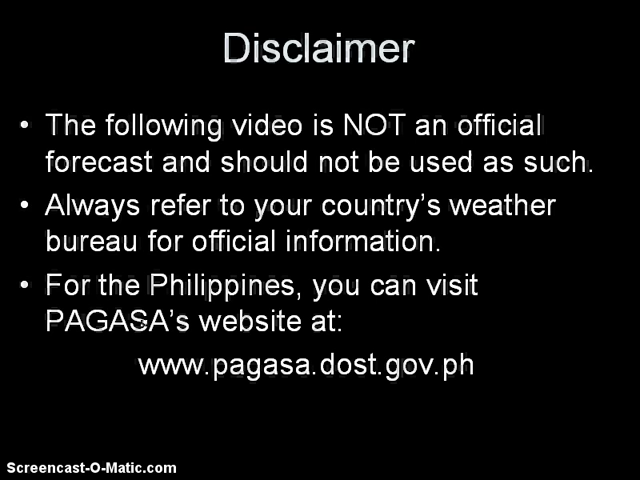 Disclaimer
• The following video is NOT an official
forecast and should not be used as such.
• Always refer to your country's weather
bureau for official information.
• For the Philippines, you can visit
PAGASA's website at:
www.pagasa.dost.gov.ph
Screencast-O-Matic.com